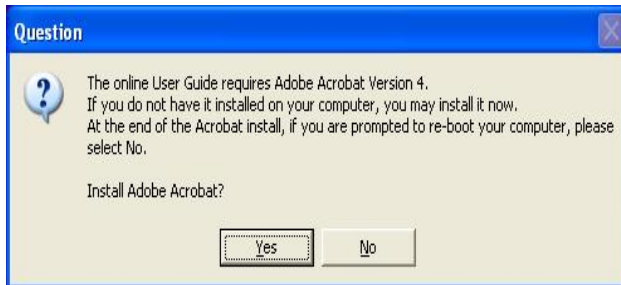 Question
The online User Guide requires Adobe Acrobat Version 4.
If you do not have it installed on your computer, you may install it now.
At the end of the Acrobat install, if you are prompted to re-boot your computer, please
select No.
Install Adobe Acrobat?
Yes No